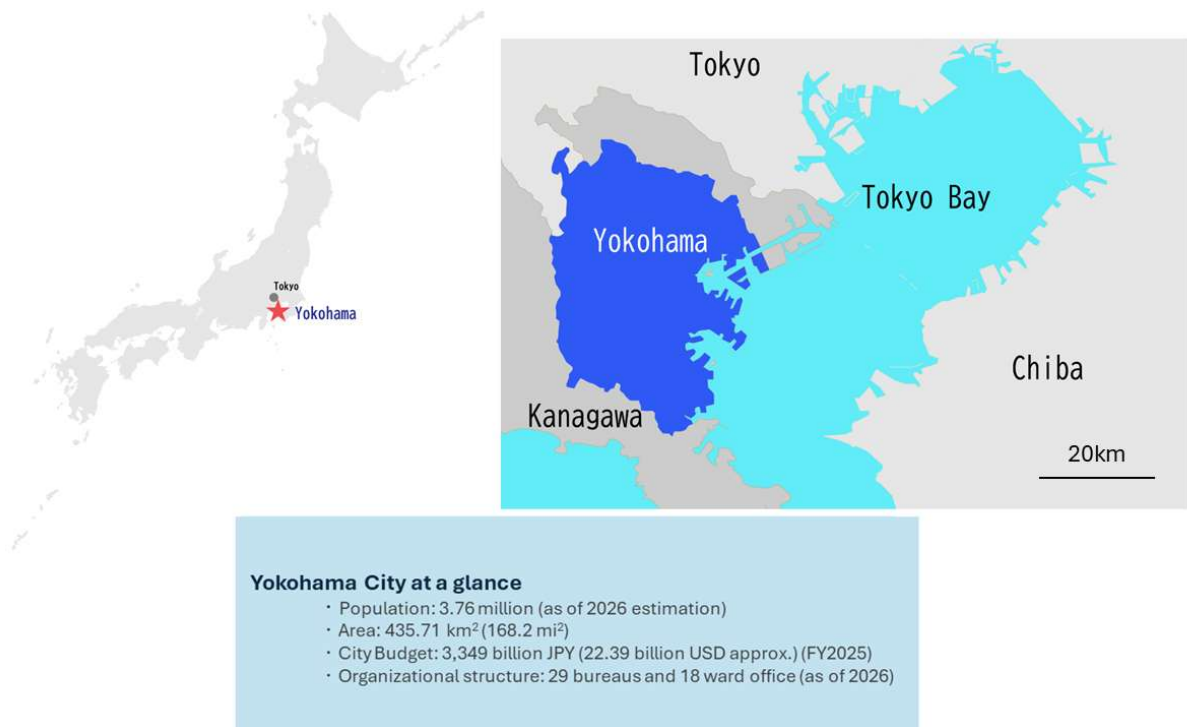 Tokyo
Yokohama
Tokyo
Tokyo Bay
Yokohama
Chiba
Kanagawa
20km
Yokohama City at a glance
・Population: 3.76 million (as of 2026 estimation)
・Area: 435.71 km² (168.2 mi²)
・City Budget: 3,349 billion JPY (22.39 billion USD approx.) (FY2025)
・Organizational structure: 29 bureaus and 18 ward office (as of 2026)